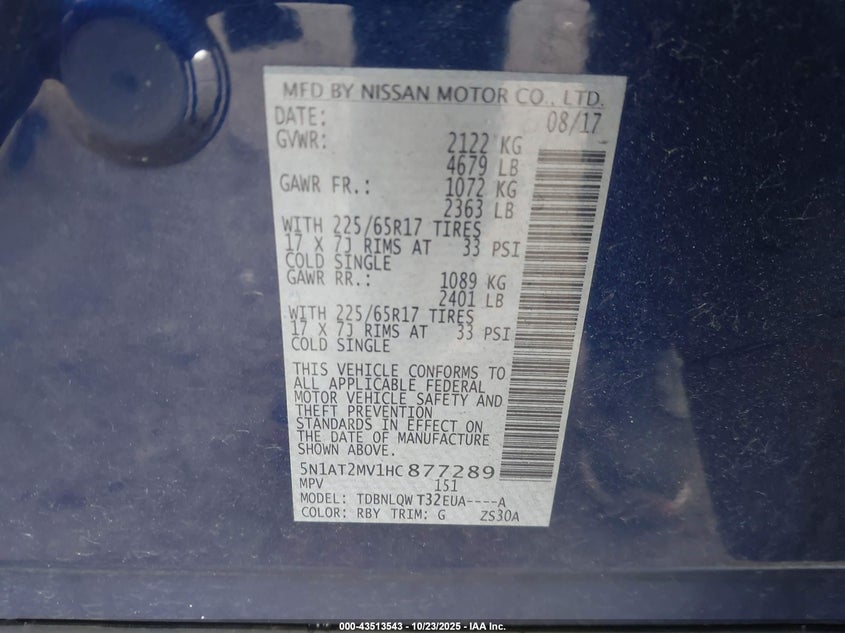 MFD BY NISSAN MOTOR CO., LTD.
DATE: 08/17
GVWR: 2122 KG
4679 LB
GAWR FR.: 1072 KG
2363 LB
WITH 225/65R17 TIRES
17 X 7J RIMS AT 33 PSI
COLD SINGLE
GAWR RR.: 1089 KG
2401 LB
WITH 225/65R17 TIRES
17 X 7J RIMS AT 33 PSI
COLD SINGLE
THIS VEHICLE CONFORMS TO
ALL APPLICABLE FEDERAL
MOTOR VEHICLE SAFETY AND
THEFT PREVENTION
STANDARDS IN EFFECT ON
THE DATE OF MANUFACTURE
SHOWN ABOVE.
5N1AT2MV1HC877289
MPV 151
MODEL: TDBNLQW T32EUA----A
COLOR: RBY TRIM: G ZS30A
000-43513543 - 10/23/2025 - IAA Inc.